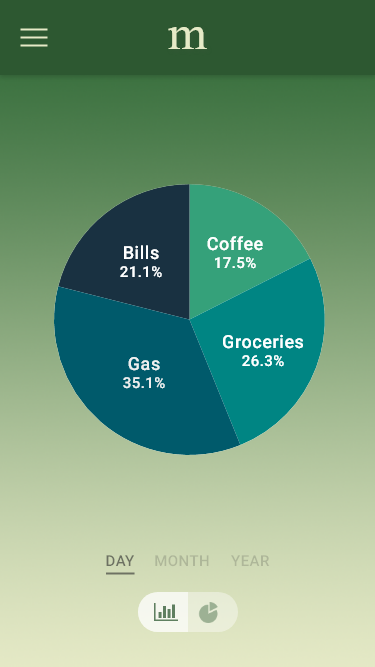 m
Coffee
17.5%
Bills
21.1%
Groceries
26.3%
Gas
35.1%
DAY MONTH YEAR